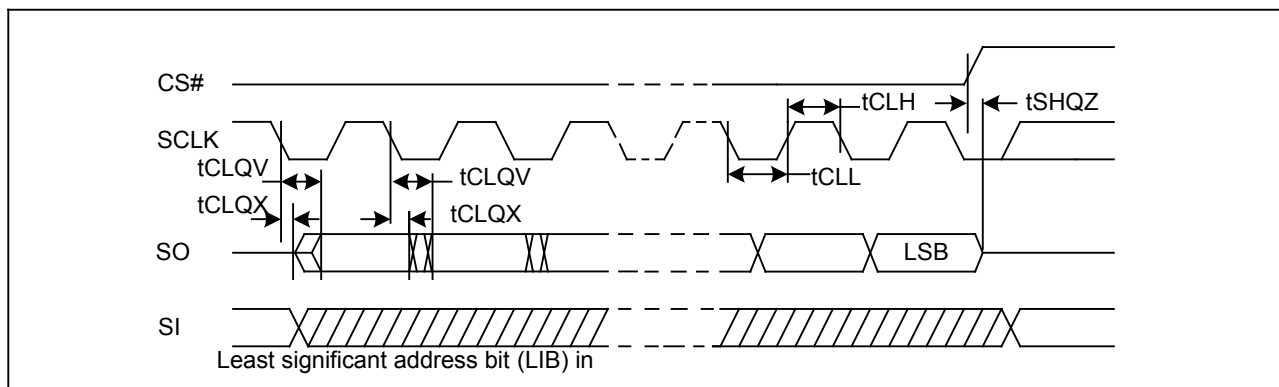 CS#
tCLH
tSHQZ
SCLK
tCLQV
tCLQV
tCLL
tCLQX
tCLQX
SO
LSB
SI
Least significant address bit (LIB) in